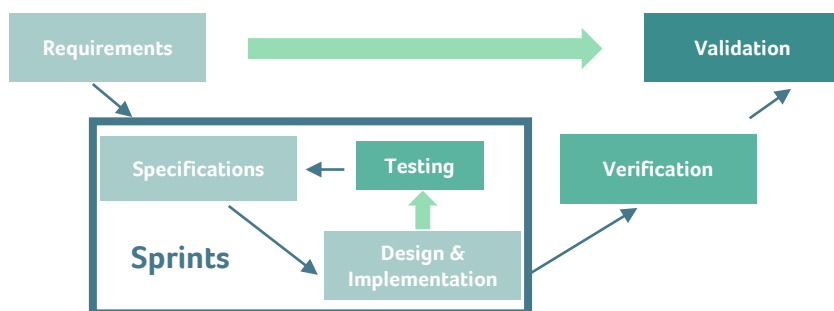 Requirements
Validation
Specifications
Testing
Verification
Sprints
Design &
Implementation